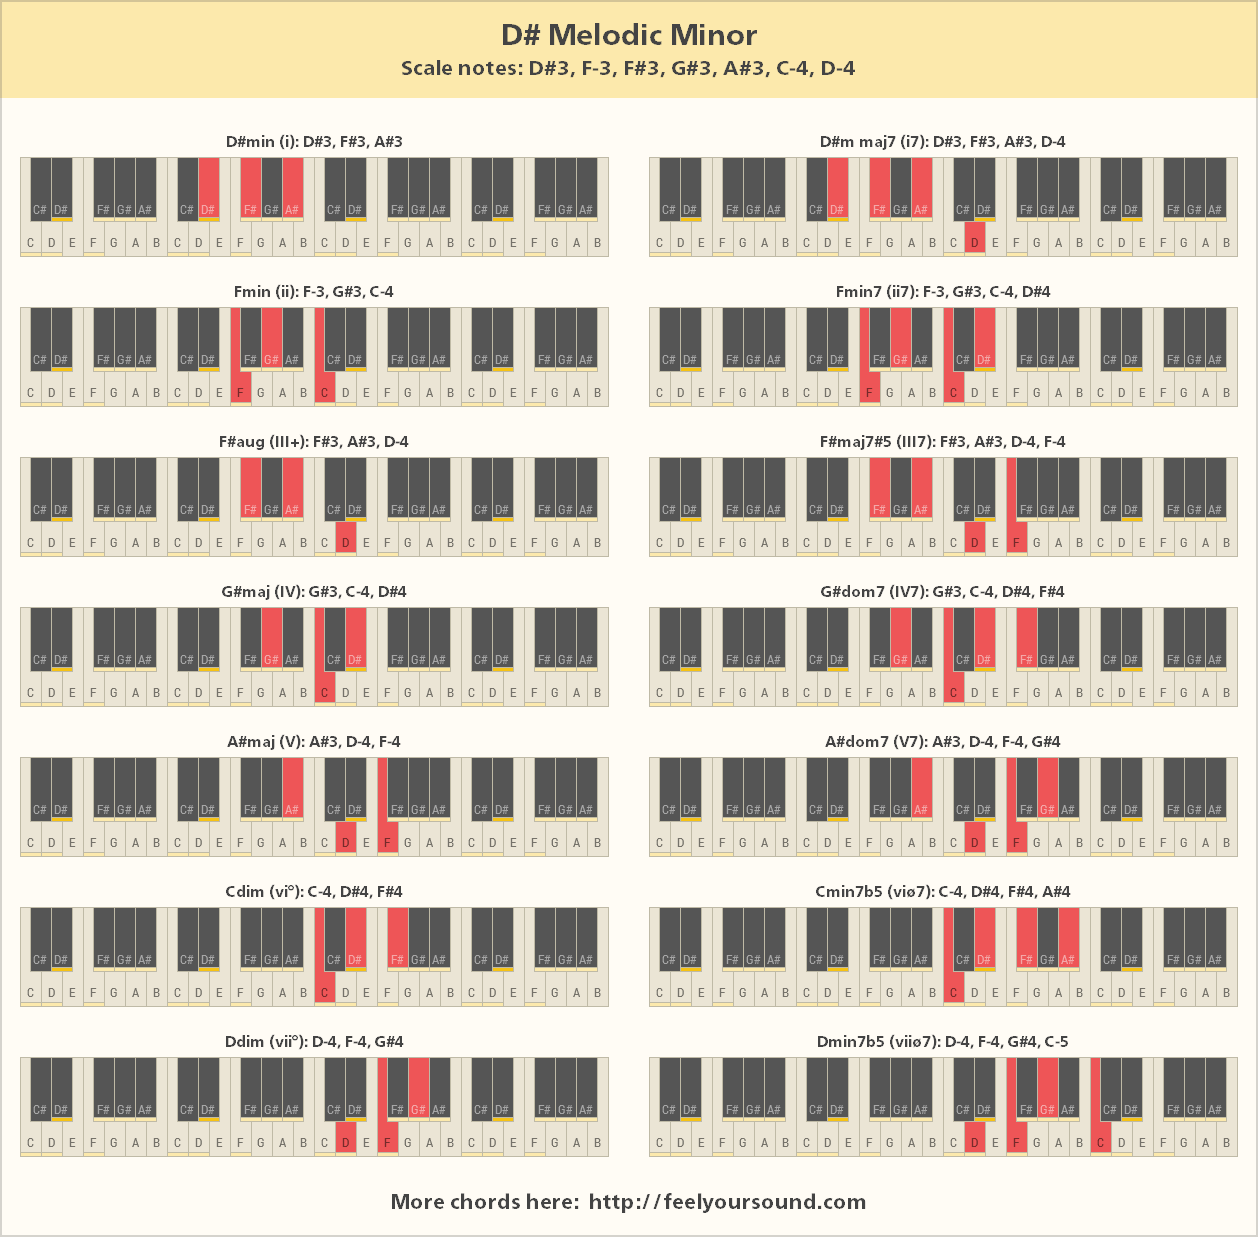 D# Melodic Minor
Scale notes: D#3, F-3, F#3, G#3, A#3, C-4, D-4
D#min (i): D#3, F#3, A#3
C# D# F# G# A# C# D# F# G# A# C# D# F# G# A# C# D# F# G# A#
C D E F G A B C D E F G A B C D E F G A B C D E F G A B
D#m maj7 (i7): D#3, F#3, A#3, D-4
C# D# F# G# A# C# D# F# G# A# C# D# F# G# A# C# D# F# G# A#
C D E F G A B C D E F G A B C D E F G A B C D E F G A B
Fmin (ii): F-3, G#3, C-4
C# D# F# G# A# C# D# F# G# A# C# D# F# G# A# C# D# F# G# A#
C D E F G A B C D E F G A B C D E F G A B C D E F G A B
Fmin7 (ii7): F-3, G#3, C-4, D#4
C# D# F# G# A# C# D# F# G# A# C# D# F# G# A# C# D# F# G# A#
C D E F G A B C D E F G A B C D E F G A B C D E F G A B
F#aug (III+): F#3, A#3, D-4
C# D# F# G# A# C# D# F# G# A# C# D# F# G# A# C# D# F# G# A#
C D E F G A B C D E F G A B C D E F G A B C D E F G A B
F#maj7#5 (III7): F#3, A#3, D-4, F-4
C# D# F# G# A# C# D# F# G# A# C# D# F# G# A# C# D# F# G# A#
C D E F G A B C D E F G A B C D E F G A B C D E F G A B
G#maj (IV): G#3, C-4, D#4
C# D# F# G# A# C# D# F# G# A# C# D# F# G# A# C# D# F# G# A#
C D E F G A B C D E F G A B C D E F G A B C D E F G A B
G#dom7 (IV7): G#3, C-4, D#4, F#4
C# D# F# G# A# C# D# F# G# A# C# D# F# G# A# C# D# F# G# A#
C D E F G A B C D E F G A B C D E F G A B C D E F G A B
A#maj (V): A#3, D-4, F-4
C# D# F# G# A# C# D# F# G# A# C# D# F# G# A# C# D# F# G# A#
C D E F G A B C D E F G A B C D E F G A B C D E F G A B
A#dom7 (V7): A#3, D-4, F-4, G#4
C# D# F# G# A# C# D# F# G# A# C# D# F# G# A# C# D# F# G# A#
C D E F G A B C D E F G A B C D E F G A B C D E F G A B
Cdim (vi°): C-4, D#4, F#4
C# D# F# G# A# C# D# F# G# A# C# D# F# G# A# C# D# F# G# A#
C D E F G A B C D E F G A B C D E F G A B C D E F G A B
Cmin7b5 (viø7): C-4, D#4, F#4, A#4
C# D# F# G# A# C# D# F# G# A# C# D# F# G# A# C# D# F# G# A#
C D E F G A B C D E F G A B C D E F G A B C D E F G A B
Ddim (vii°): D-4, F-4, G#4
C# D# F# G# A# C# D# F# G# A# C# D# F# G# A# C# D# F# G# A#
C D E F G A B C D E F G A B C D E F G A B C D E F G A B
Dmin7b5 (viiø7): D-4, F-4, G#4, C-5
C# D# F# G# A# C# D# F# G# A# C# D# F# G# A# C# D# F# G# A#
C D E F G A B C D E F G A B C D E F G A B C D E F G A B
More chords here: http://feelyoursound.com